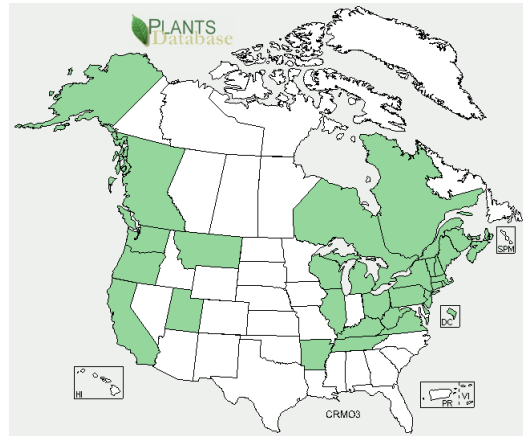 PLANTS
Database
SPM
DC
HI
PR
VI
CRMO3